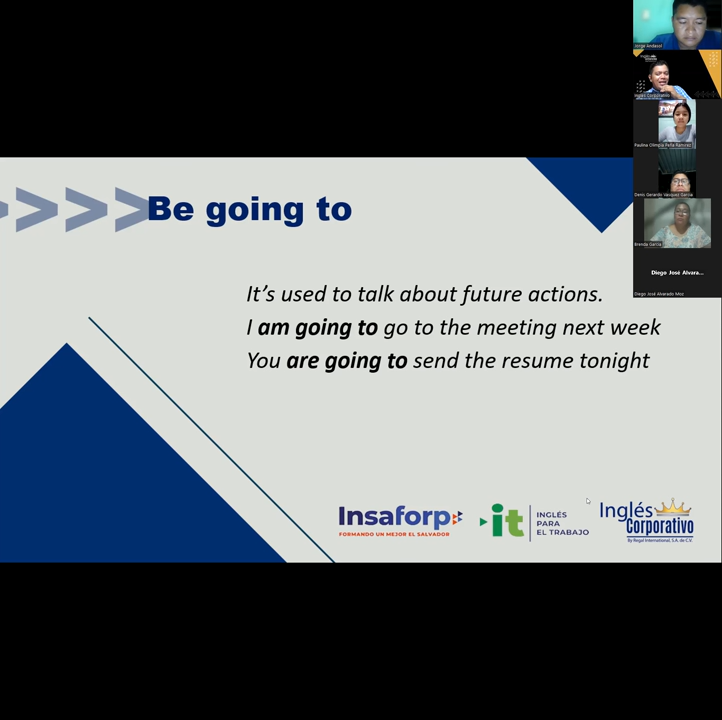 Be going to
It's used to talk about future actions.
I am going to go to the meeting next week
You are going to send the resume tonight
Insaforp
FORMANDO UN MEJOR EL SALVADOR
it
INGLÉS
PARA
EL TRABAJO
Inglés
Corporativo
By Regal International, S.A. de C.V.
Jorge Andasol
Inglés Corporativo
Paulina Olimpia Peña Ramirez
Denis Gerardo Vasquez Garcia
Brenda Garcia
Diego José Alvara...
Diego José Alvarado Moz